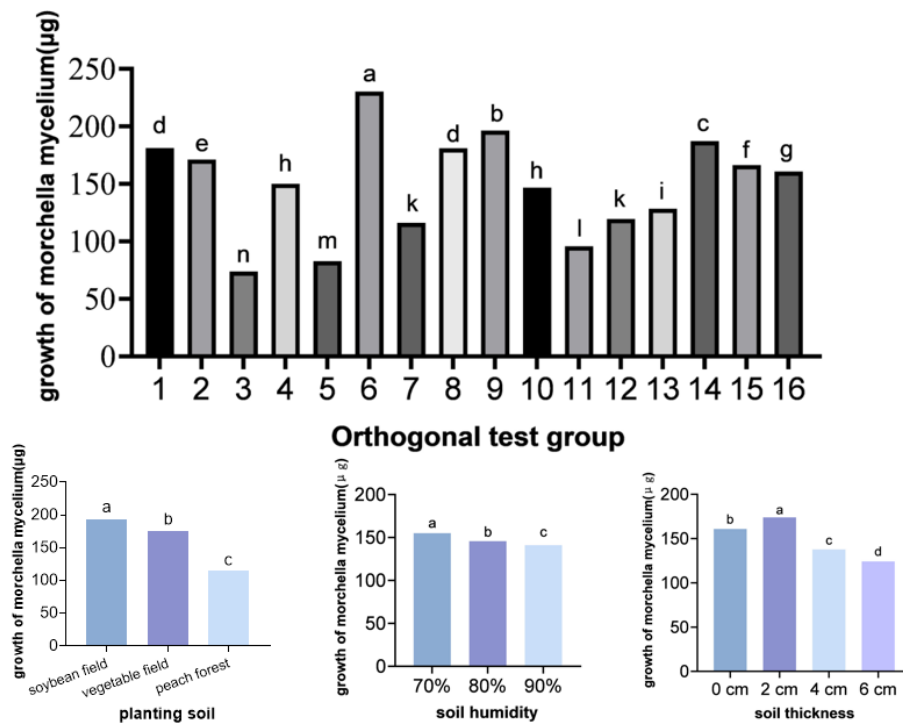 growth of morchella mycelium(μg)
250
200
150
100
50
0
d
e
n
h
m
a
k
d
b
h
l
k
i
c
f
g
1 2 3 4 5 6 7 8 9 10 11 12 13 14 15 16
Orthogonal test group
growth of morchella mycelium(μg)
250
200
150
100
50
0
a
b
c
soybean field
vegetable field
peach forest
planting soil
growth of morchella mycelium(μg)
200
150
100
50
0
a
b
c
70% 80% 90%
soil humidity
growth of morchella mycelium(μg)
200
150
100
50
0
b
a
c
d
0 cm 2 cm 4 cm 6 cm
soil thickness